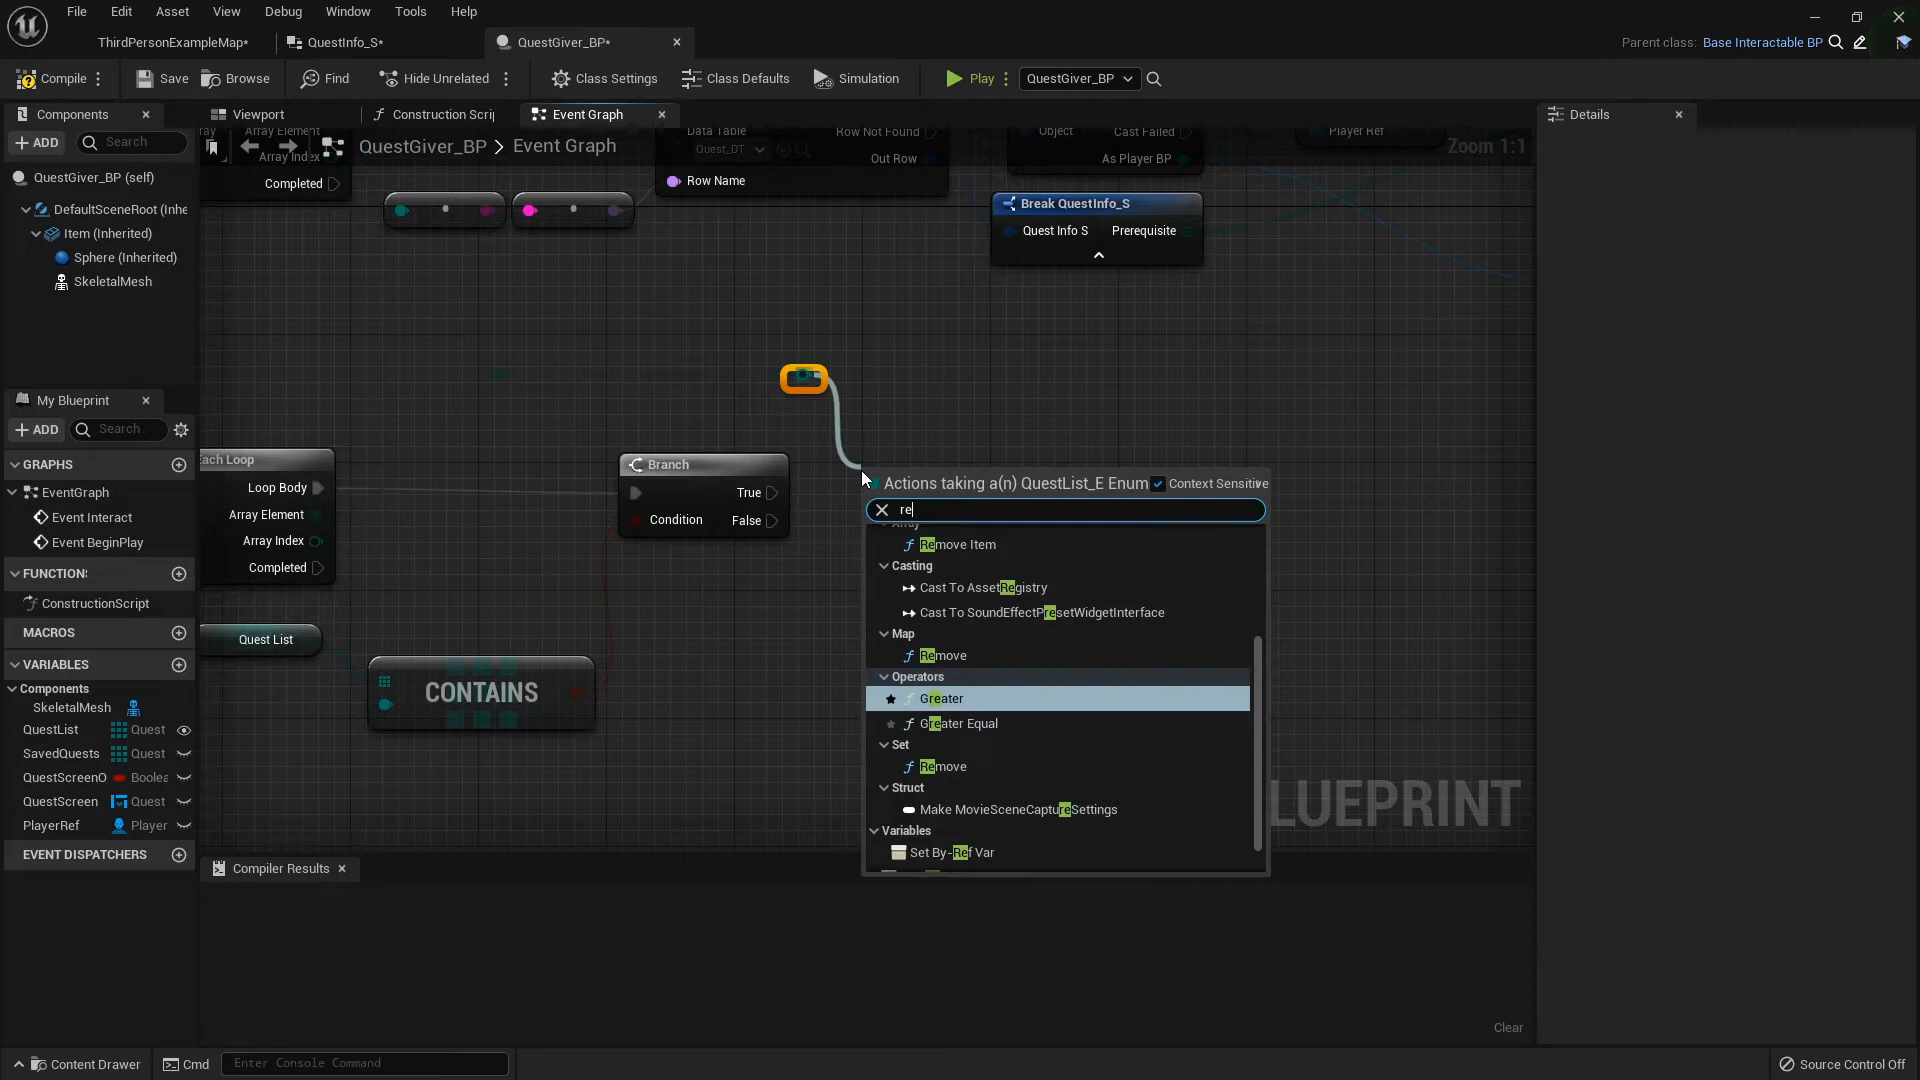 File Edit Asset View Debug Window Tools Help
ThirdPersonExampleMap* QuestInfo_S* QuestGiver_BP*
Parent class: Base Interactable BP
Compile Save Browse Find Hide Unrelated Class Settings Class Defaults Simulation Play QuestGiver_BP
Components Viewport Construction Scrip Event Graph Details
ADD Search
QuestGiver_BP > Event Graph
Zoom 1:1
QuestGiver_BP (self)
DefaultSceneRoot (Inhe
Item (Inherited)
Sphere (Inherited)
SkeletalMesh
Array Element
Array Index
Completed
Data Table
Quest_DT
Row Name
Row Not Found
Out Row
Object
Cast Failed
As Player BP
Player Ref
Break QuestInfo_S
Quest Info S Prerequisite
My Blueprint
ADD Search
GRAPHS
EventGraph
Event Interact
Event BeginPlay
FUNCTION
ConstructionScript
MACROS
VARIABLES
Components
SkeletalMesh
QuestList Quest
SavedQuests Quest
QuestScreenO Boolea
QuestScreen Quest
PlayerRef Player
EVENT DISPATCHERS
Each Loop
Loop Body
Array Element
Array Index
Completed
Quest List
CONTAINS
Branch
True
Condition False
Actions taking a(n) QuestList_E Enum Context Sensitive
re
Array
Remove Item
Casting
Cast To AssetRegistry
Cast To SoundEffectPresetWidgetInterface
Map
Remove
Operators
Greater
Greater Equal
Set
Remove
Struct
Make MovieSceneCaptureSettings
Variables
Set By-Ref Var
LUEPRINT
Compiler Results
Clear
Content Drawer Cmd Enter Console Command
Source Control Off